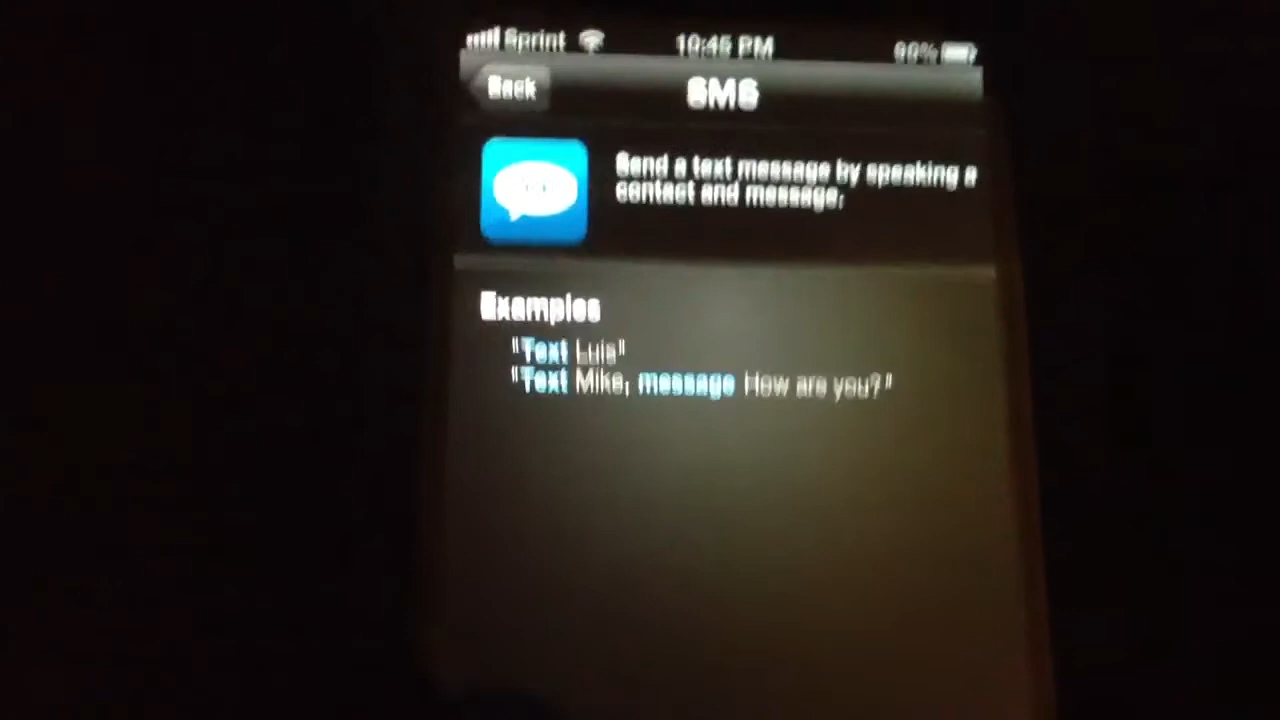 Sprint 10:45 PM
Back SMS
Send a text message by speaking a
contact and message.
Examples
"Text Luis"
"Text Mike, message How are you?"